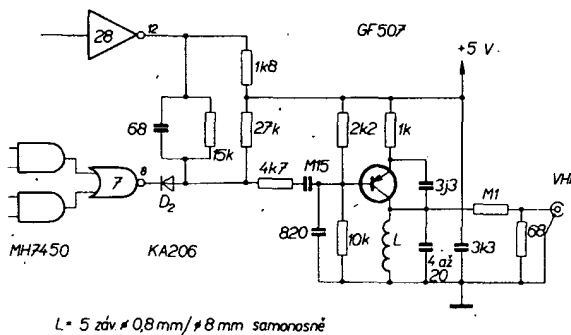 28
12
GF507
+5 V
1k8
68
15k
27k
2k2
1k
7
8
D2
4k7
M15
3j3
M1
VHF
820
10k
L
4 až
20
3k3
68
MH7450
KA206
L = 5 záv. ø 0,8 mm / ø 8 mm samonosně